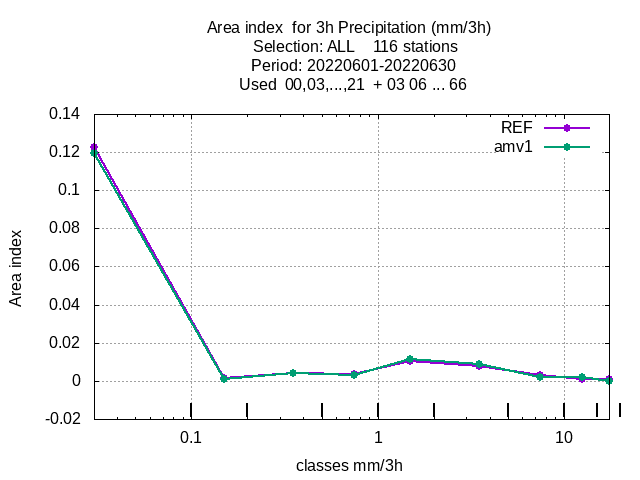 Area index  for 3h Precipitation (mm/3h)
Selection: ALL    116 stations
Period: 20220601-20220630
Used  00,03,...,21  + 03 06 ... 66
REF
amv1
0.14
0.12
0.1
0.08
0.06
0.04
0.02
0
-0.02
Area index
0.1
1
10
classes mm/3h